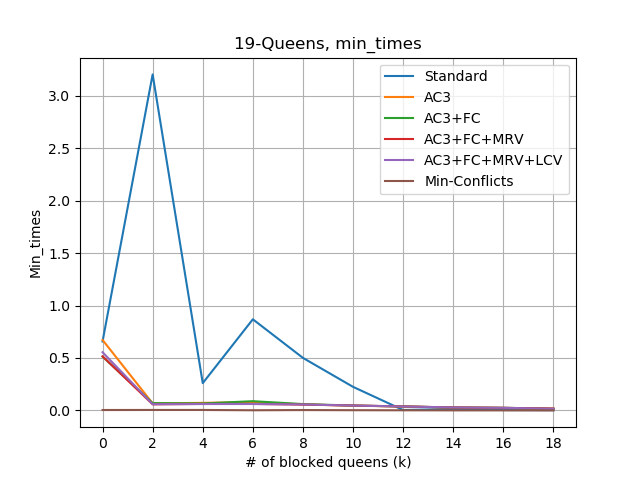 19-Queens, min_times
Standard
AC3
AC3+FC
AC3+FC+MRV
AC3+FC+MRV+LCV
Min-Conflicts
3.0
2.5
2.0
1.5
1.0
0.5
0.0
Min_times
0 2 4 6 8 10 12 14 16 18
# of blocked queens (k)